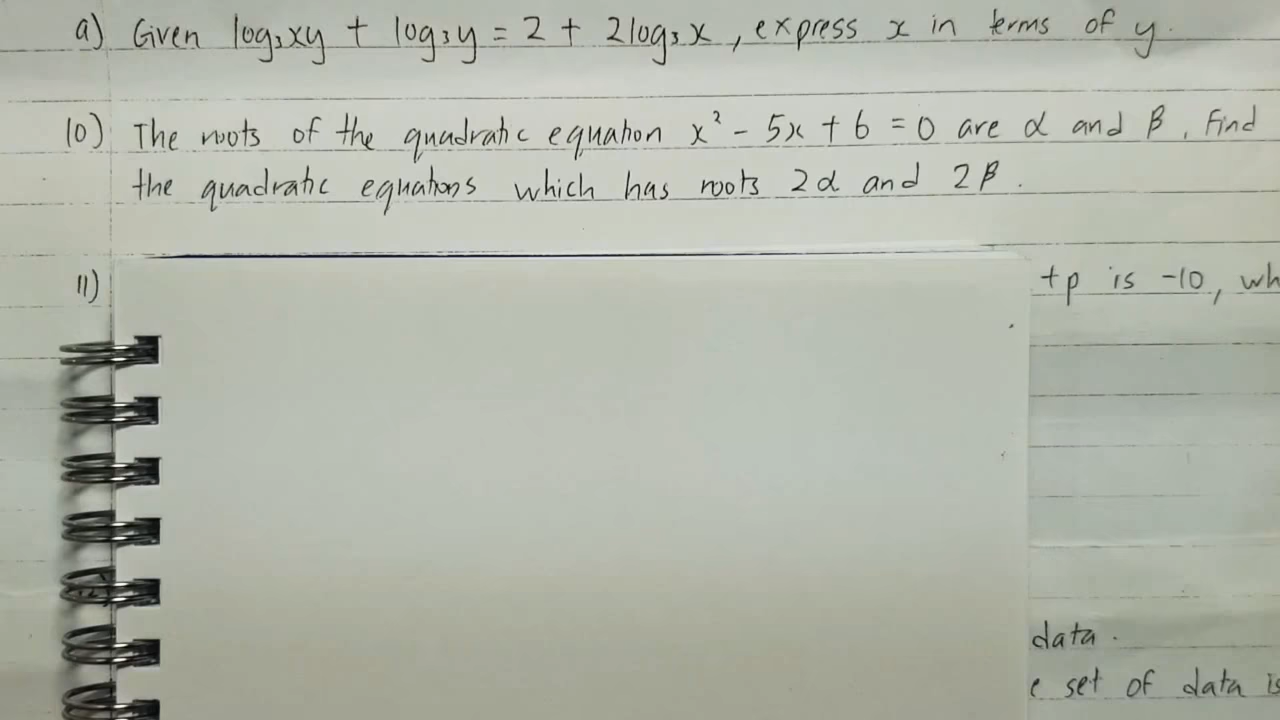 a) Given log₃xy + log₃y = 2 + 2log₃x, express x in terms of y.
10) The roots of the quadratic equation x² - 5x + 6 = 0 are α and β. Find
the quadratic equations which has roots 2α and 2β.
11) +p is -10, wh
data.
e set of data is